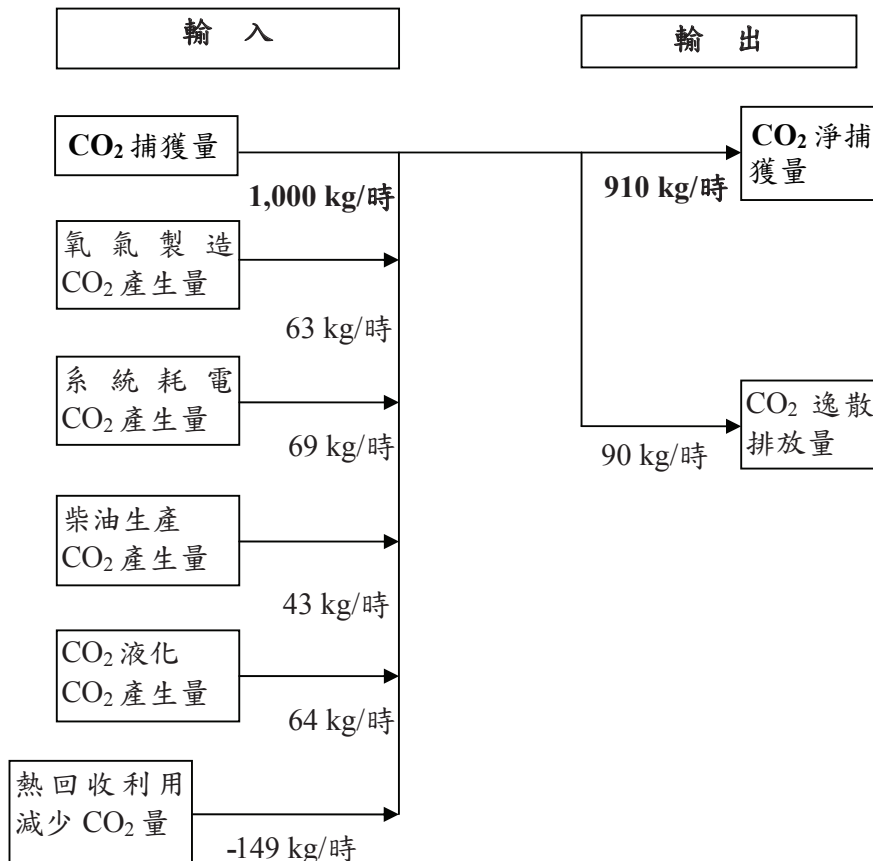 輸 入
輸 出
CO₂ 捕獲量
1,000 kg/時
CO₂ 淨捕
獲量
910 kg/時
氧 氣 製 造
CO₂ 產生量
63 kg/時
系 統 耗 電
CO₂ 產生量
69 kg/時
CO₂ 逸散
排放量
90 kg/時
柴油生產
CO₂ 產生量
43 kg/時
CO₂ 液化
CO₂ 產生量
64 kg/時
熱回收利用
減少 CO₂ 量
-149 kg/時